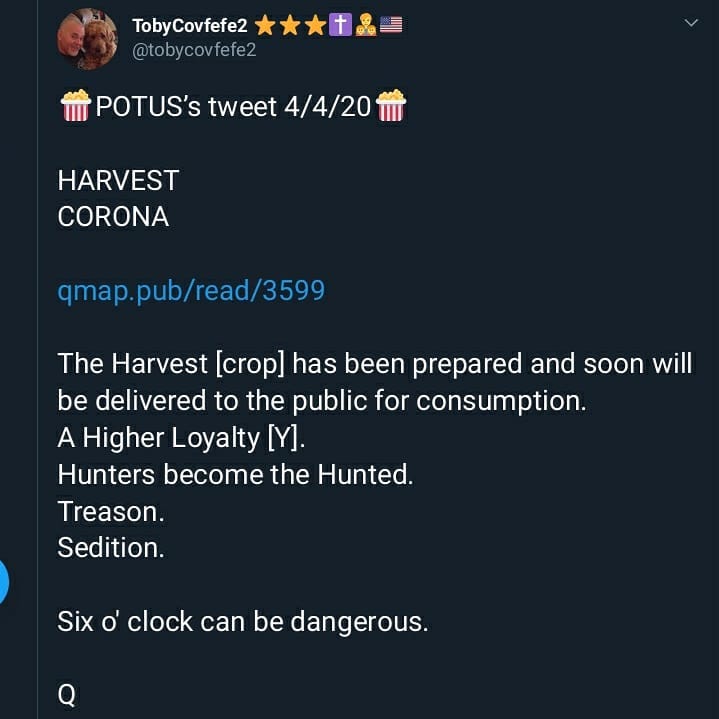 TobyCovfefe2 ⭐⭐⭐✝️👼🇺🇸
@tobycovfefe2
🍿POTUS’s tweet 4/4/20🍿
HARVEST
CORONA
qmap.pub/read/3599
The Harvest [crop] has been prepared and soon will
be delivered to the public for consumption.
A Higher Loyalty [Y].
Hunters become the Hunted.
Treason.
Sedition.
Six o' clock can be dangerous.
Q